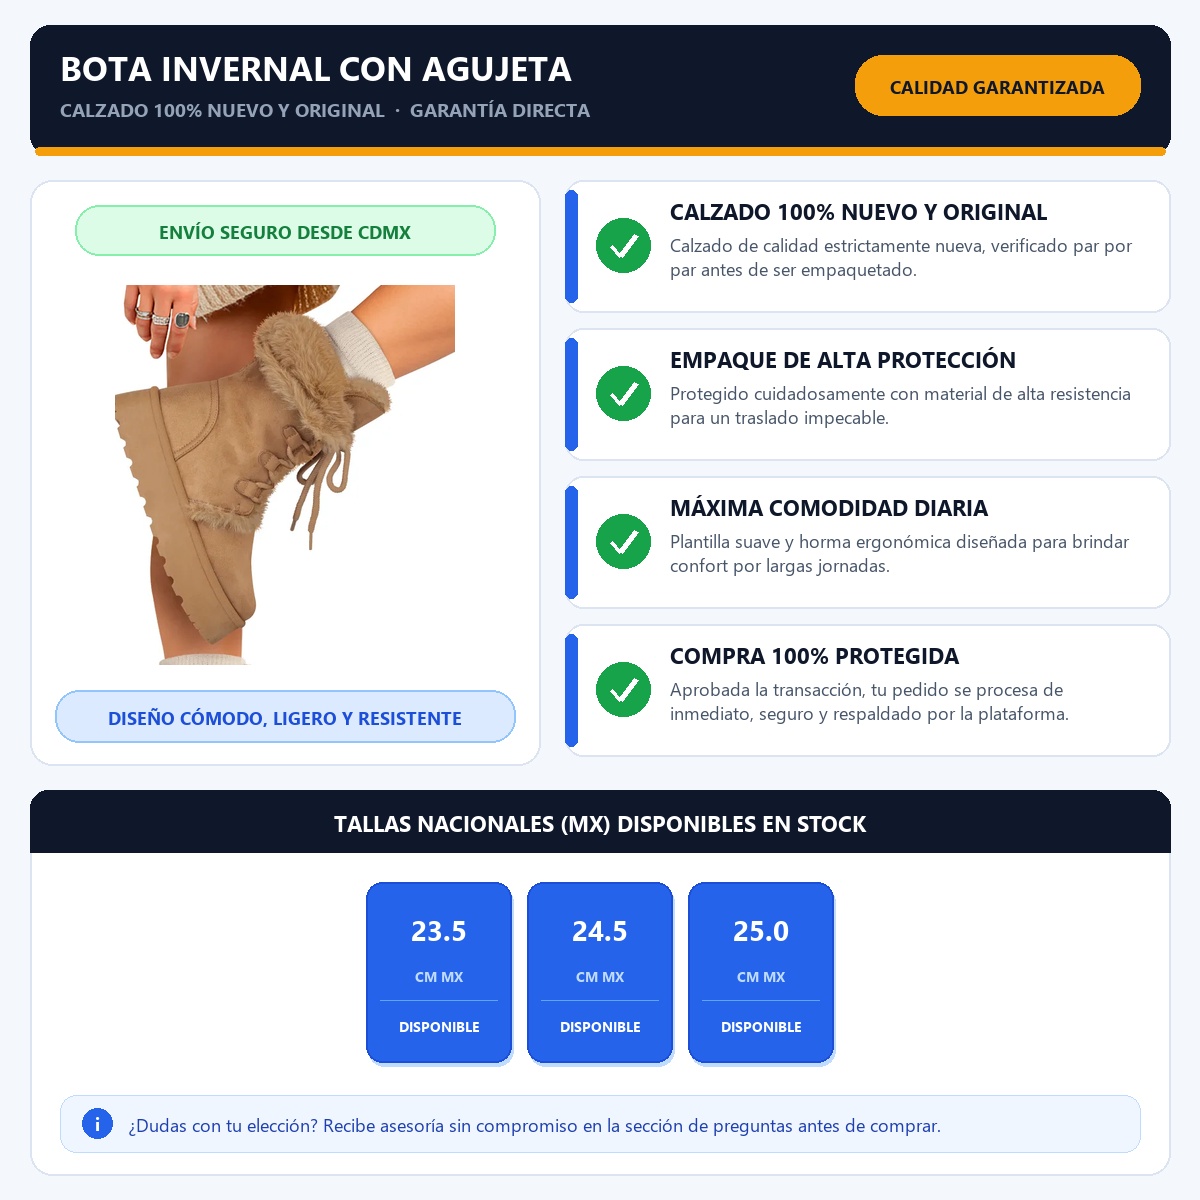 BOTA INVERNAL CON AGUJETA
CALZADO 100% NUEVO Y ORIGINAL · GARANTÍA DIRECTA
CALIDAD GARANTIZADA
ENVÍO SEGURO DESDE CDMX
DISEÑO CÓMODO, LIGERO Y RESISTENTE
CALZADO 100% NUEVO Y ORIGINAL
Calzado de calidad estrictamente nueva, verificado par por
par antes de ser empaquetado.
EMPAQUE DE ALTA PROTECCIÓN
Protegido cuidadosamente con material de alta resistencia
para un traslado impecable.
MÁXIMA COMODIDAD DIARIA
Plantilla suave y horma ergonómica diseñada para brindar
confort por largas jornadas.
COMPRA 100% PROTEGIDA
Aprobada la transacción, tu pedido se procesa de
inmediato, seguro y respaldado por la plataforma.
TALLAS NACIONALES (MX) DISPONIBLES EN STOCK
23.5
CM MX
DISPONIBLE
24.5
CM MX
DISPONIBLE
25.0
CM MX
DISPONIBLE
¿Dudas con tu elección? Recibe asesoría sin compromiso en la sección de preguntas antes de comprar.